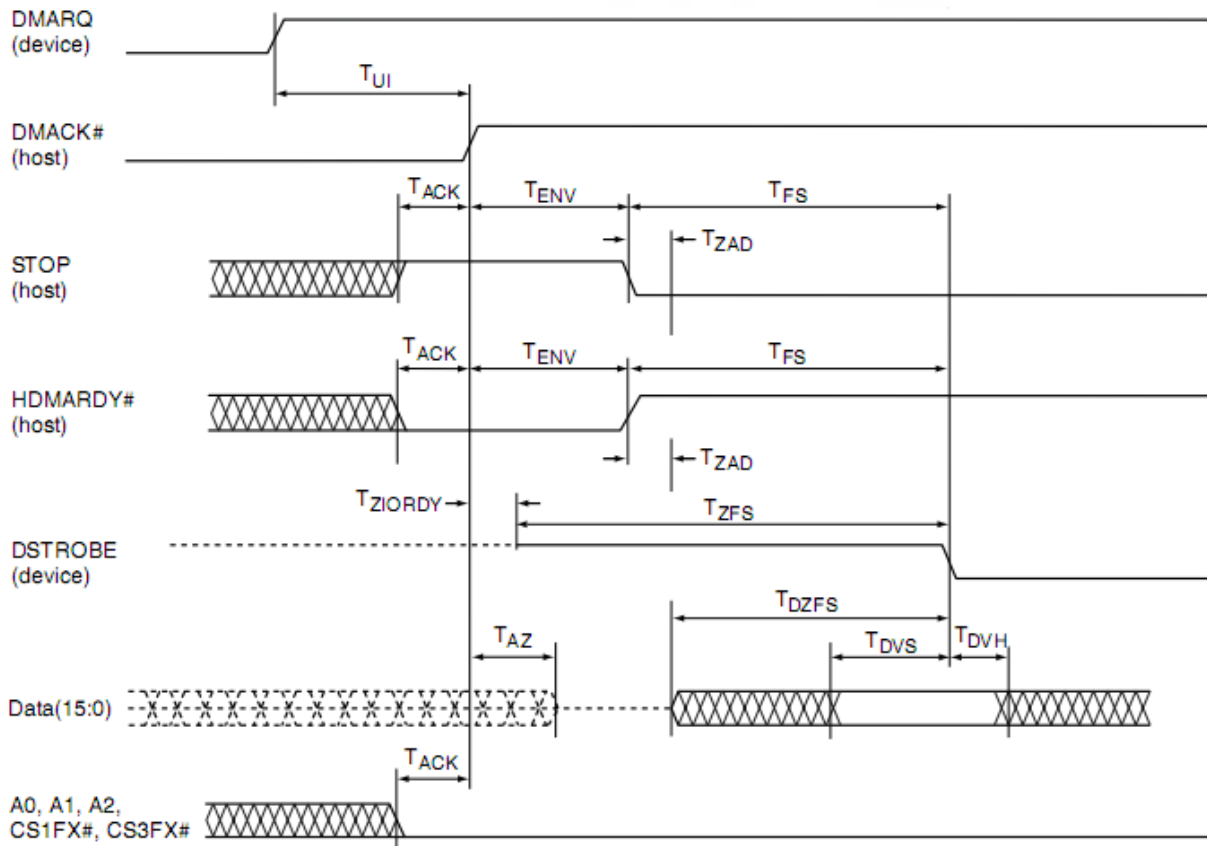 DMARQ
(device)
TUI
DMACK#
(host)
TACK TENV TFS
TZAD
STOP
(host)
TACK TENV TFS
HDMARDY#
(host)
TZAD
TZIORDY TZFS
DSTROBE
(device)
TDZFS
TAZ TDVS TDVH
Data(15:0)
TACK
A0, A1, A2,
CS1FX#, CS3FX#